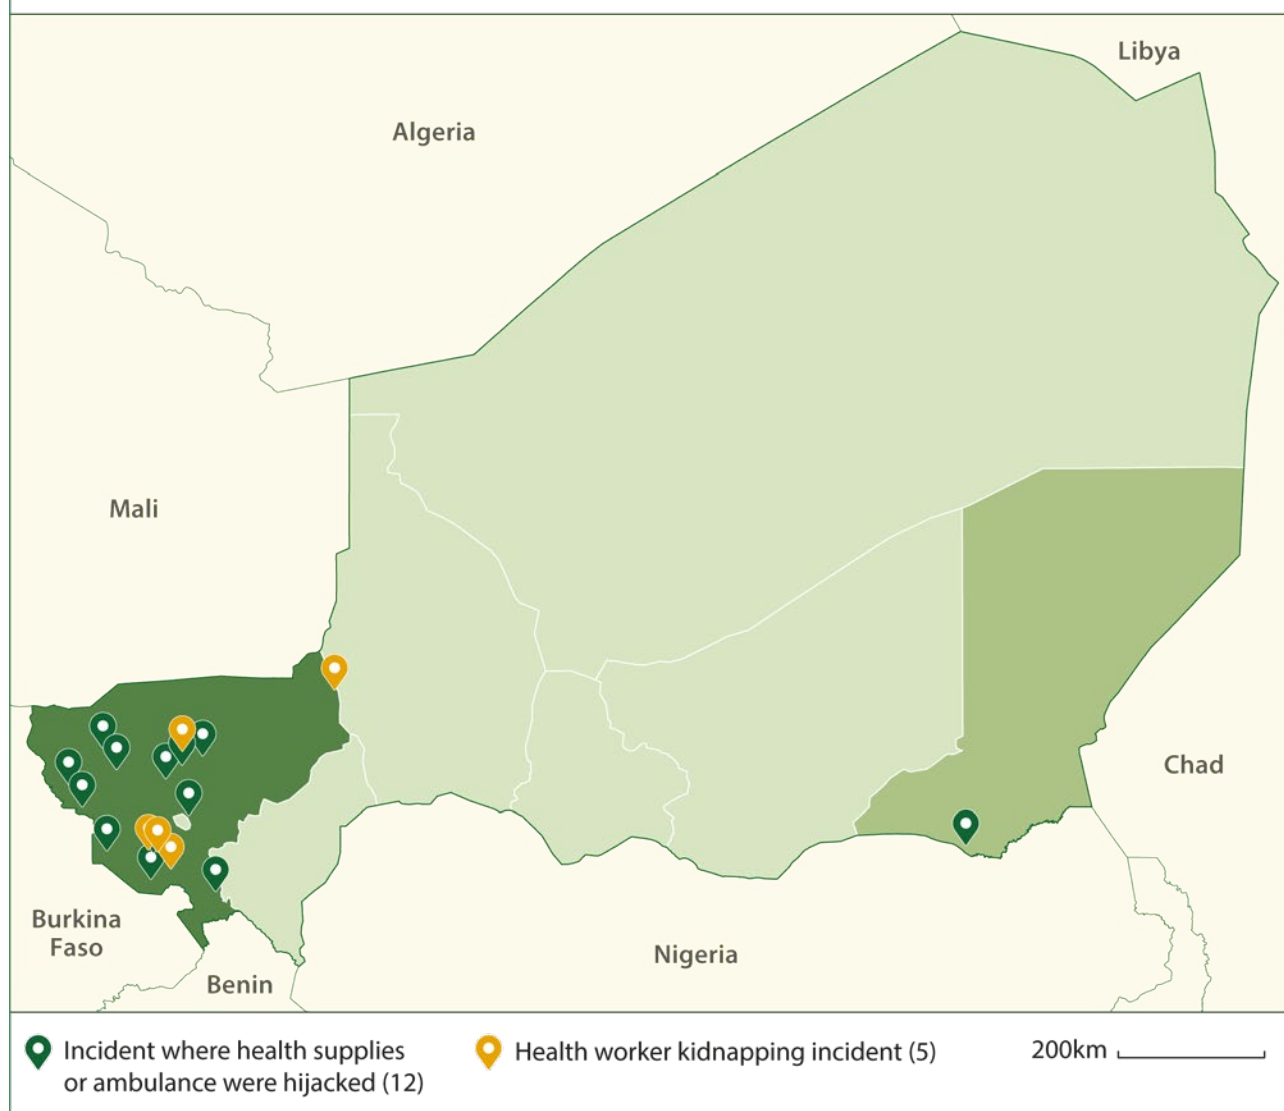 Libya
Algeria
Mali
Chad
Burkina
Faso
Nigeria
Benin
Incident where health supplies
or ambulance were hijacked (12)
Health worker kidnapping incident (5)
200km